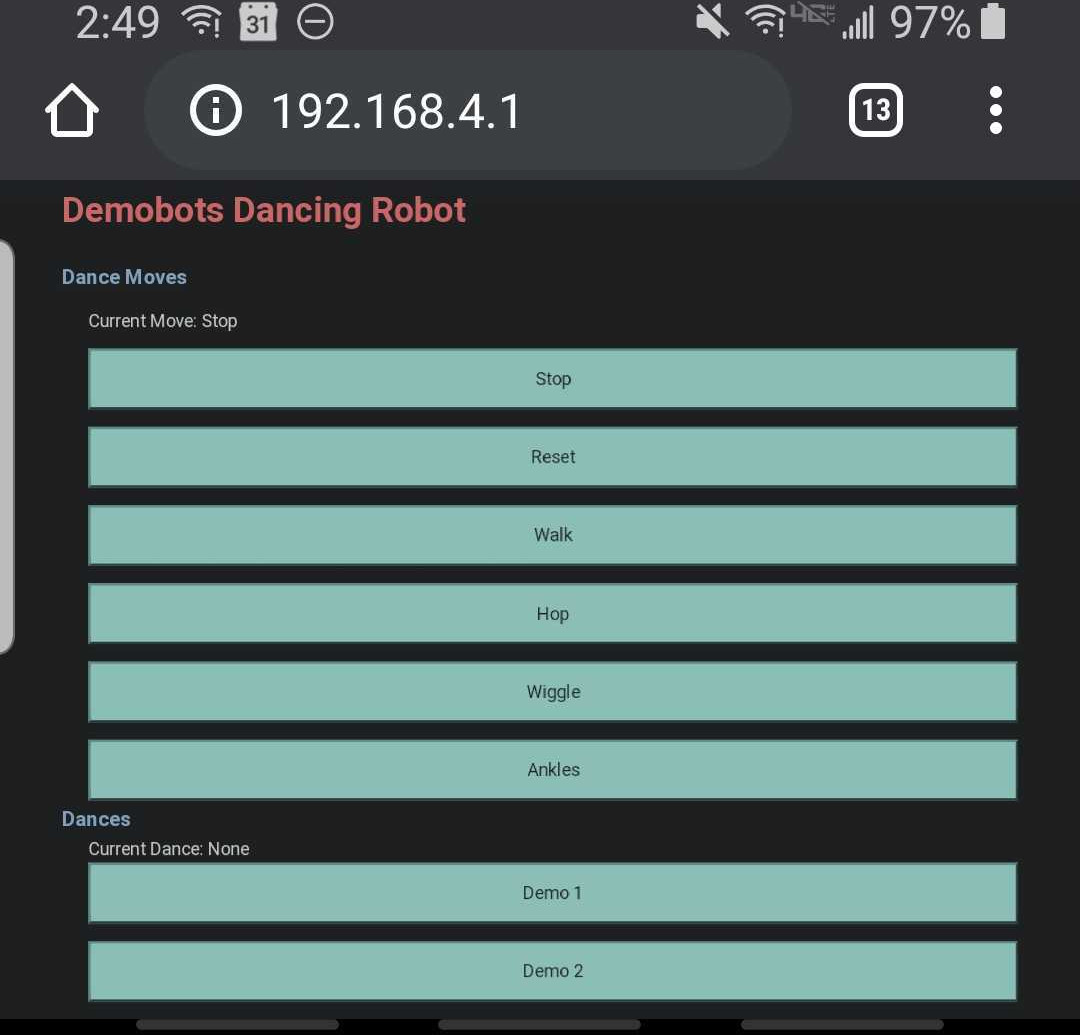 2:49 31 97%
192.168.4.1 13
Demobots Dancing Robot
Dance Moves
Current Move: Stop
Stop
Reset
Walk
Hop
Wiggle
Ankles
Dances
Current Dance: None
Demo 1
Demo 2